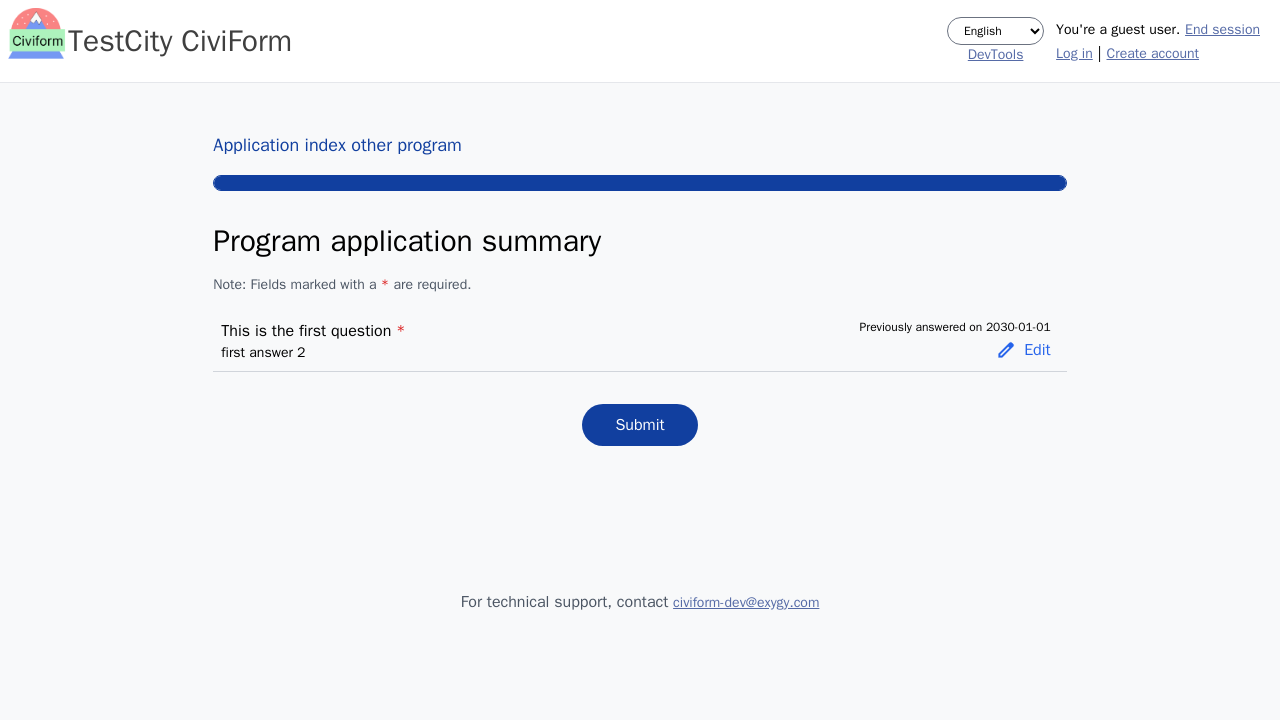 Civiform
TestCity CiviForm
English
DevTools
You're a guest user. End session
Log in | Create account
Application index other program
Program application summary
Note: Fields marked with a * are required.
This is the first question *
first answer 2
Previously answered on 2030-01-01
Edit
Submit
For technical support, contact civiform-dev@exygy.com